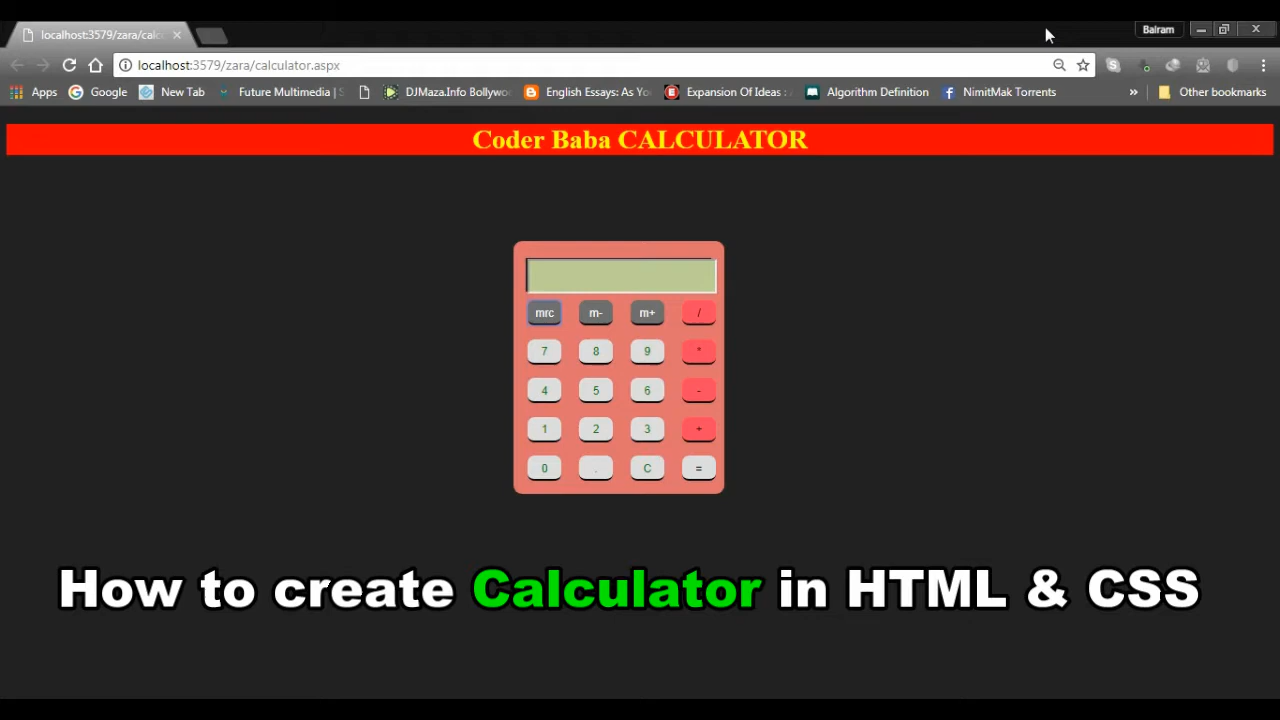 localhost:3579/zara/calc
Balram
localhost:3579/zara/calculator.aspx
Apps Google New Tab Future Multimedia | S DJMaza.Info Bollywo English Essays: As Yo Expansion Of Ideas : Algorithm Definition NimitMak Torrents » Other bookmarks
Coder Baba CALCULATOR
mrc m- m+ /
7 8 9 *
4 5 6 -
1 2 3 +
0 . C =
How to create Calculator in HTML & CSS